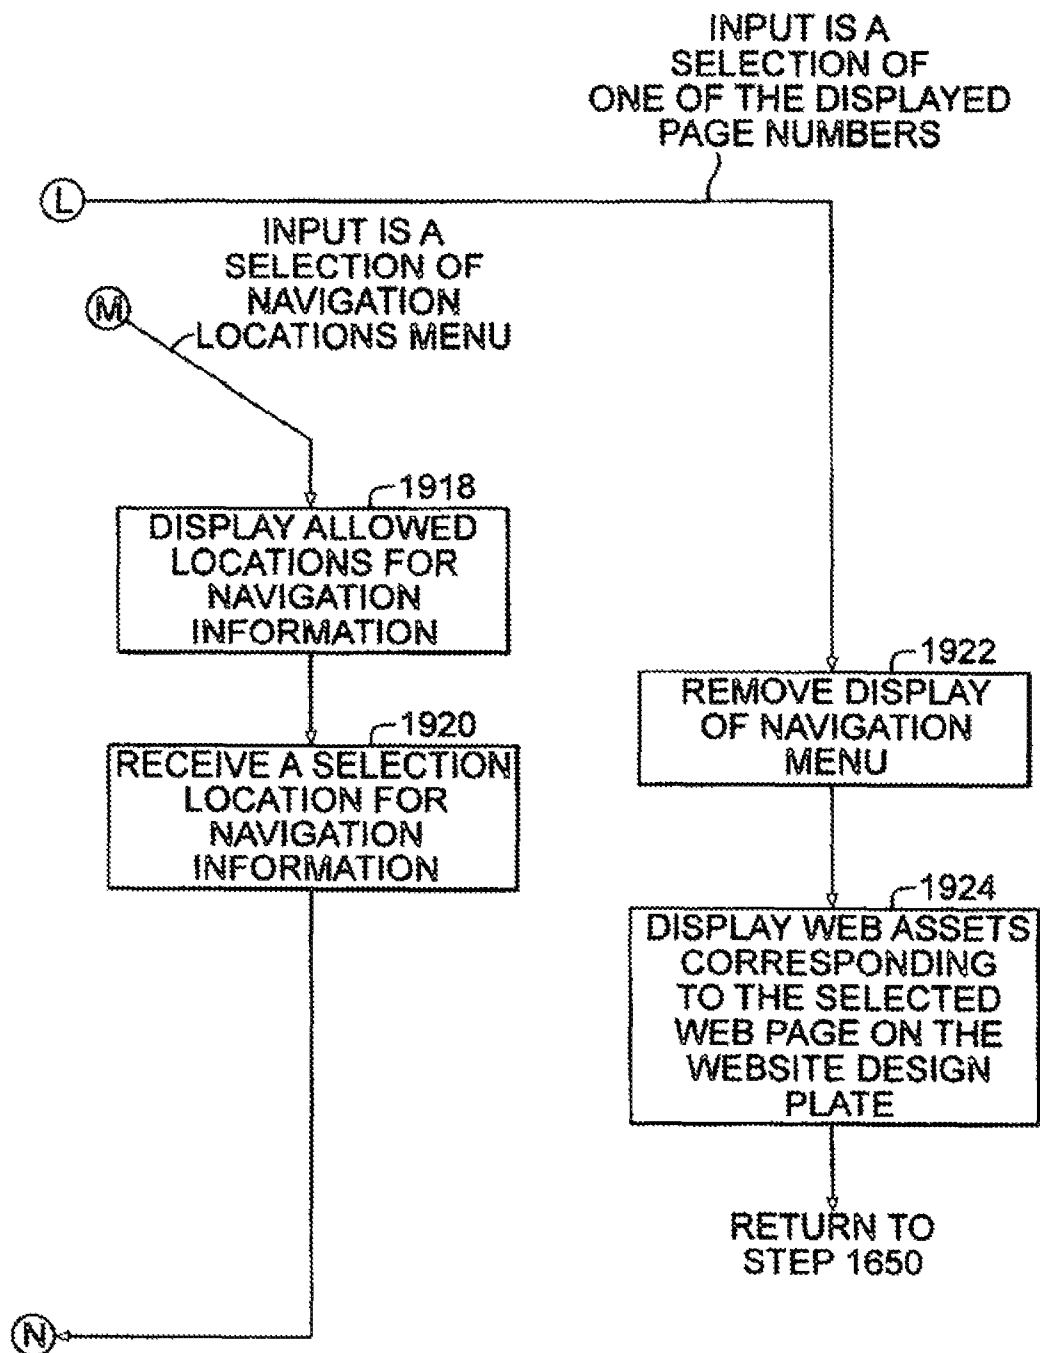 INPUT IS A
SELECTION OF
ONE OF THE DISPLAYED
PAGE NUMBERS
L
INPUT IS A
SELECTION OF
NAVIGATION
LOCATIONS MENU
M
1918
DISPLAY ALLOWED
LOCATIONS FOR
NAVIGATION
INFORMATION
1920
RECEIVE A SELECTION
LOCATION FOR
NAVIGATION
INFORMATION
1922
REMOVE DISPLAY
OF NAVIGATION
MENU
1924
DISPLAY WEB ASSETS
CORRESPONDING
TO THE SELECTED
WEB PAGE ON THE
WEBSITE DESIGN
PLATE
RETURN TO
STEP 1650
N